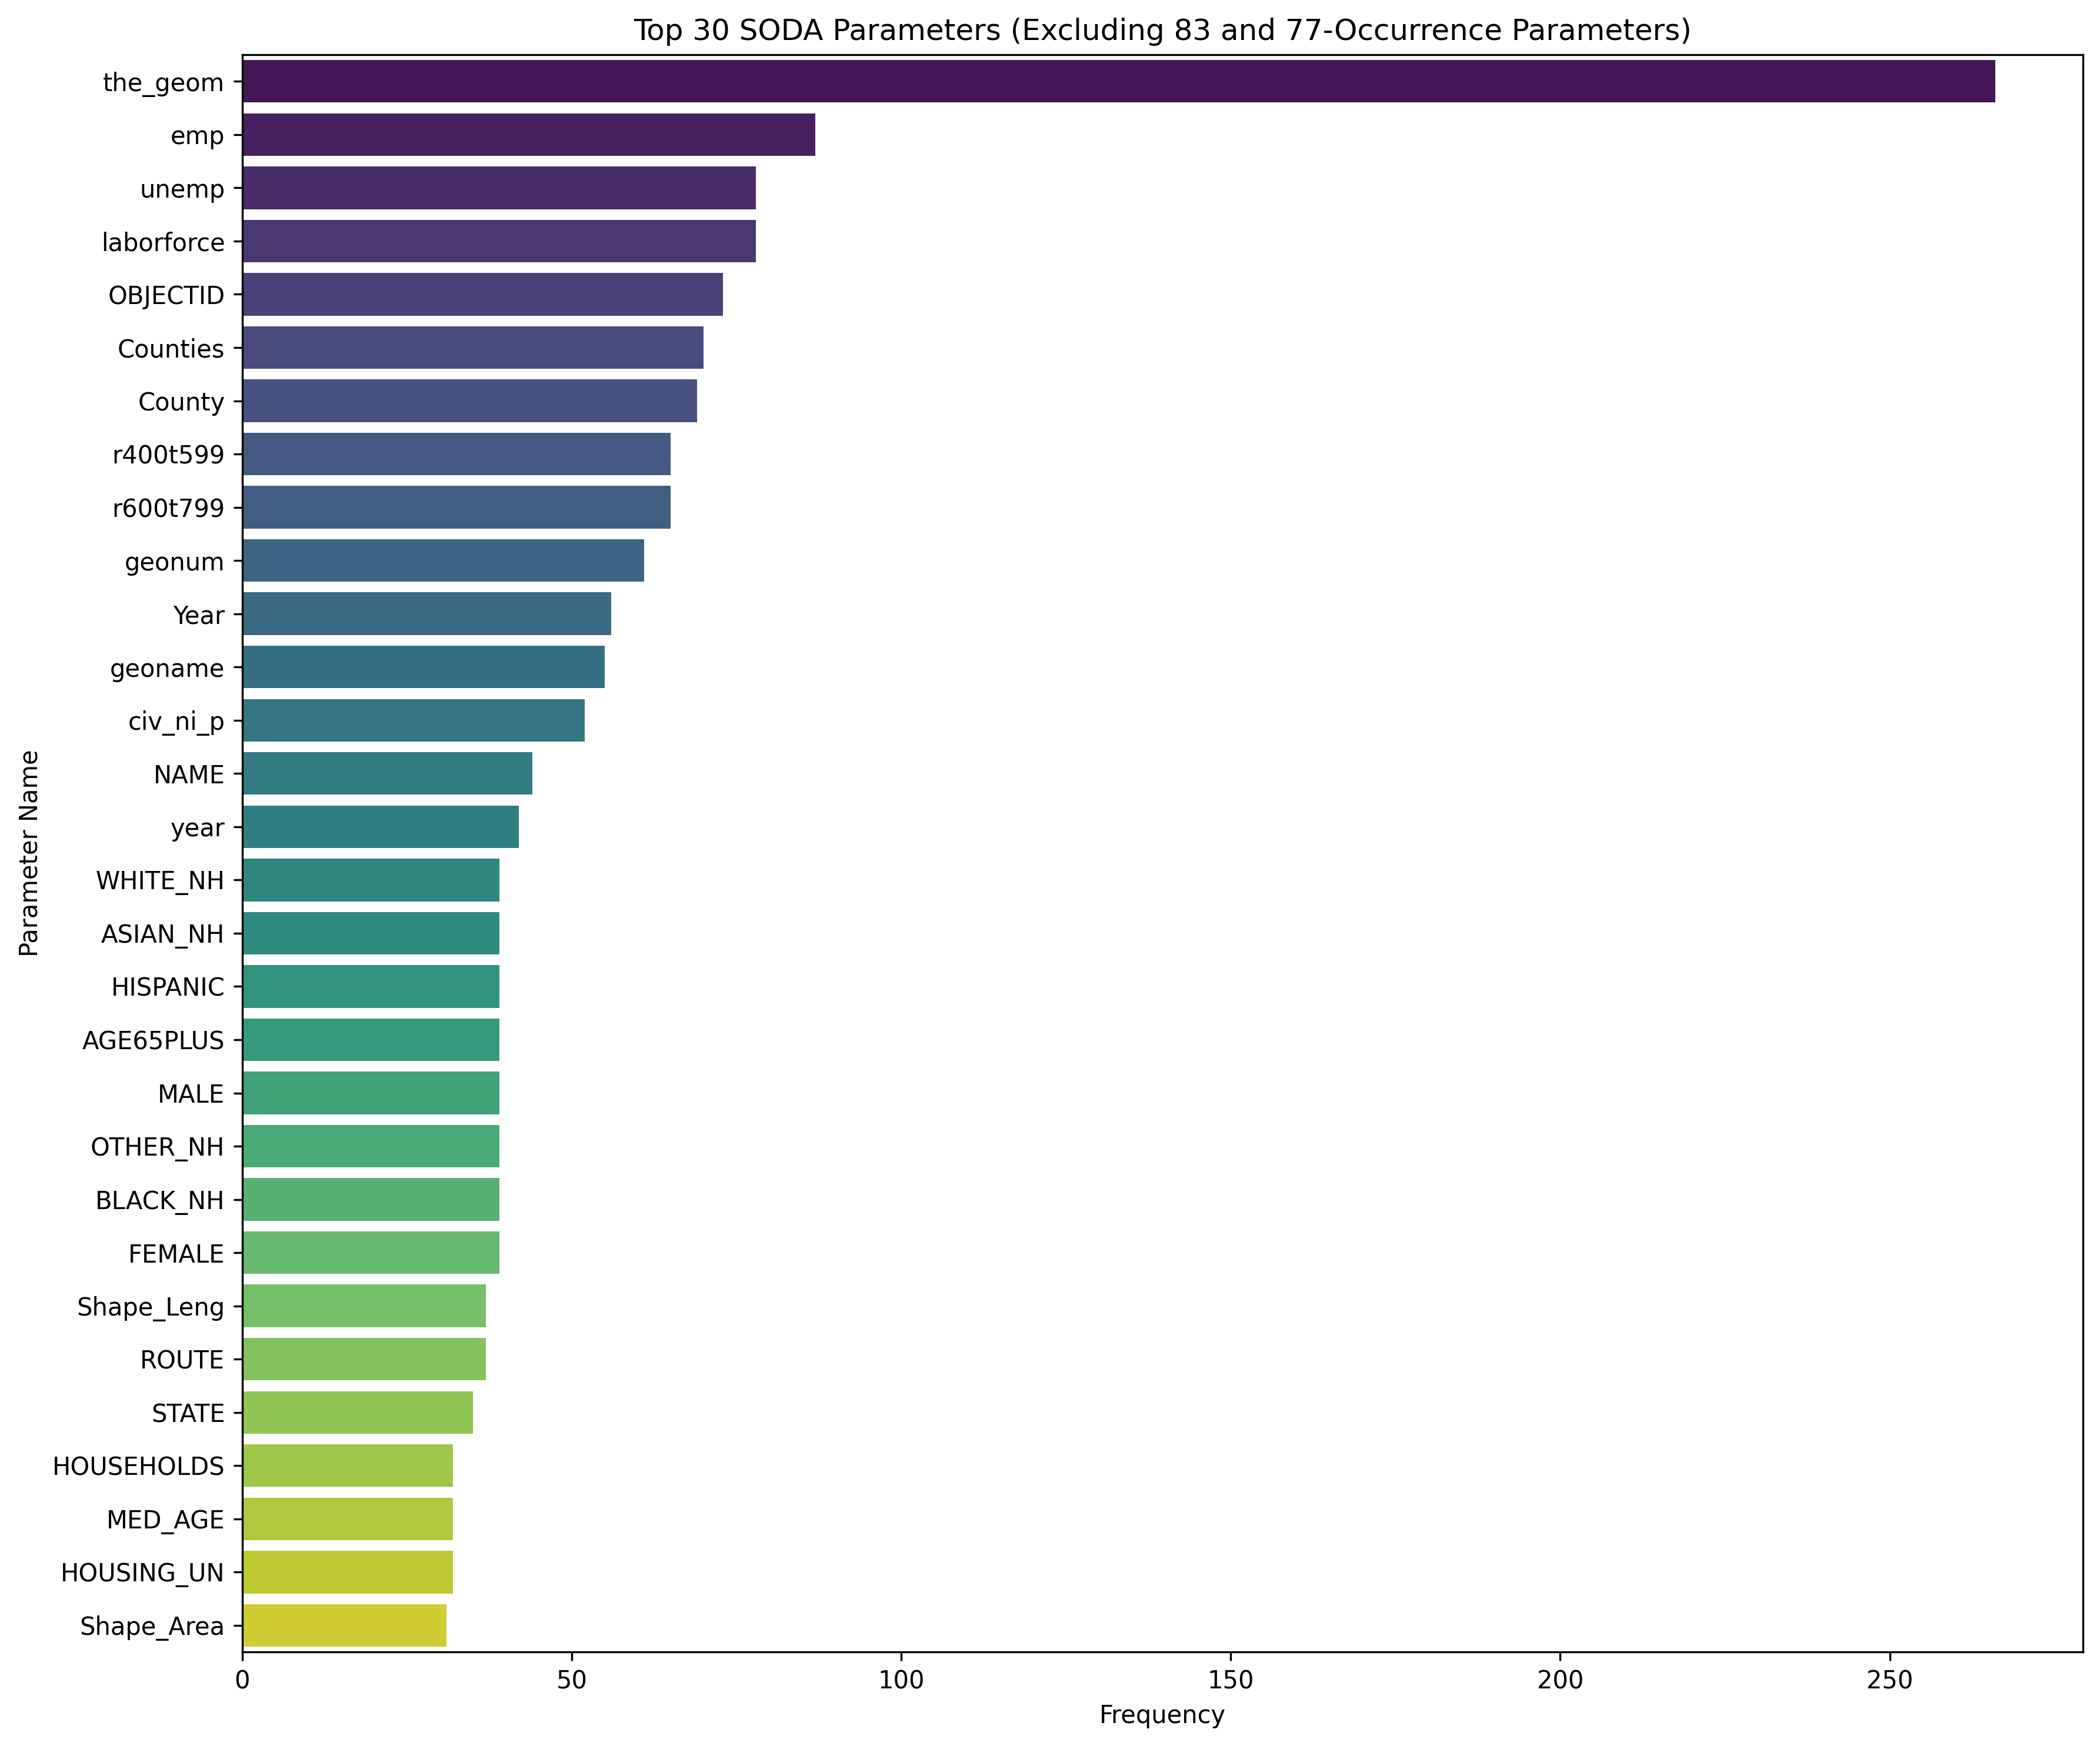 Top 30 SODA Parameters (Excluding 83 and 77-Occurrence Parameters)
the_geom
emp
unemp
laborforce
OBJECTID
Counties
County
r400t599
r600t799
geonum
Year
geoname
civ_ni_p
NAME
year
WHITE_NH
ASIAN_NH
HISPANIC
AGE65PLUS
MALE
OTHER_NH
BLACK_NH
FEMALE
Shape_Leng
ROUTE
STATE
HOUSEHOLDS
MED_AGE
HOUSING_UN
Shape_Area
Parameter Name
0 50 100 150 200 250
Frequency